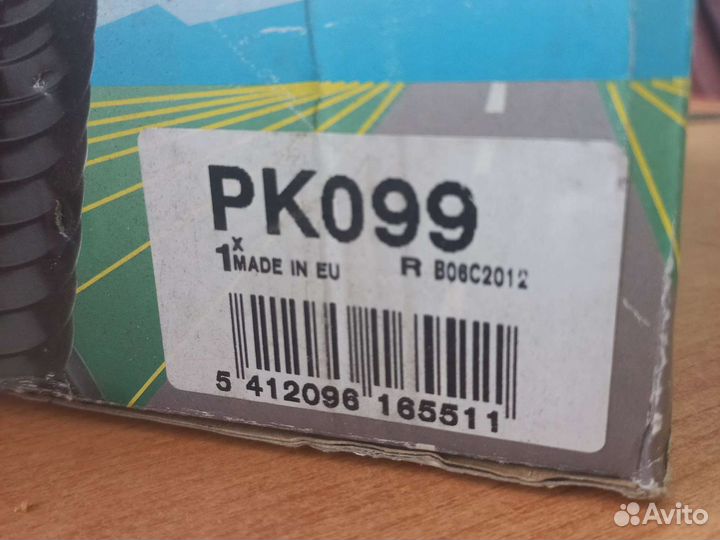 PK099
1x MADE IN EU R B06C2012
5 412096 165511
Avito